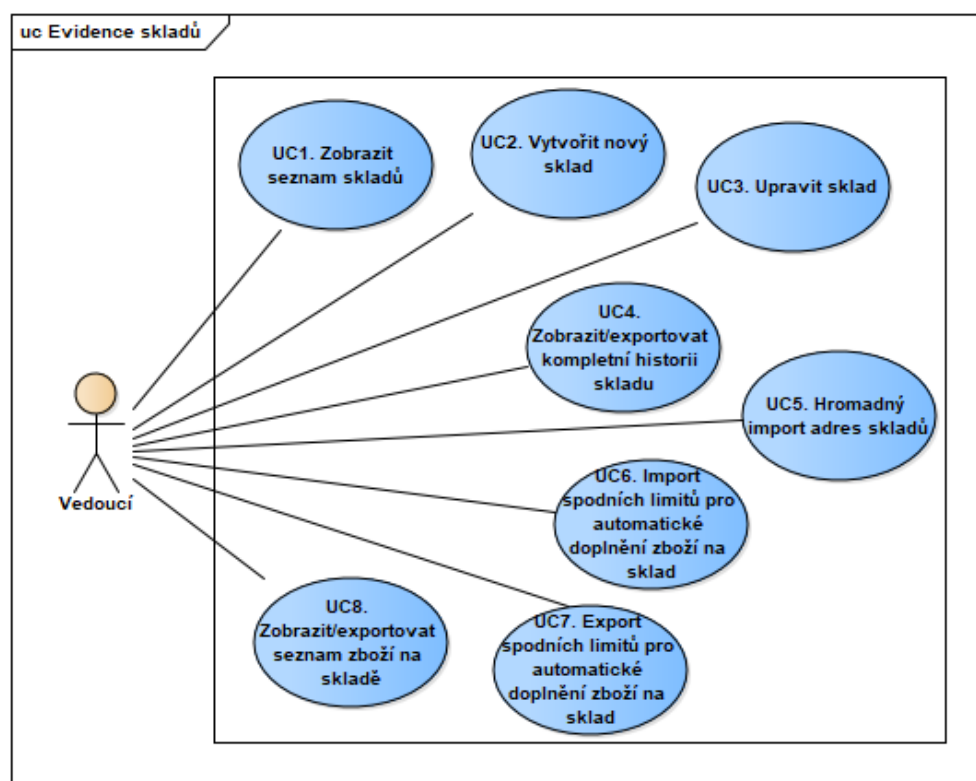 uc Evidence skladů
UC1. Zobrazit
seznam skladů
UC2. Vytvořit nový
sklad
UC3. Upravit sklad
UC4.
Zobrazit/exportovat
kompletní historii
skladu
UC5. Hromadný
import adres skladů
UC6. Import
spodních limitů pro
automatické
doplnění zboží na
sklad
Vedoucí
UC7. Export
spodních limitů pro
automatické
doplnění zboží na
sklad
UC8.
Zobrazit/exportovat
seznam zboží na
skladě